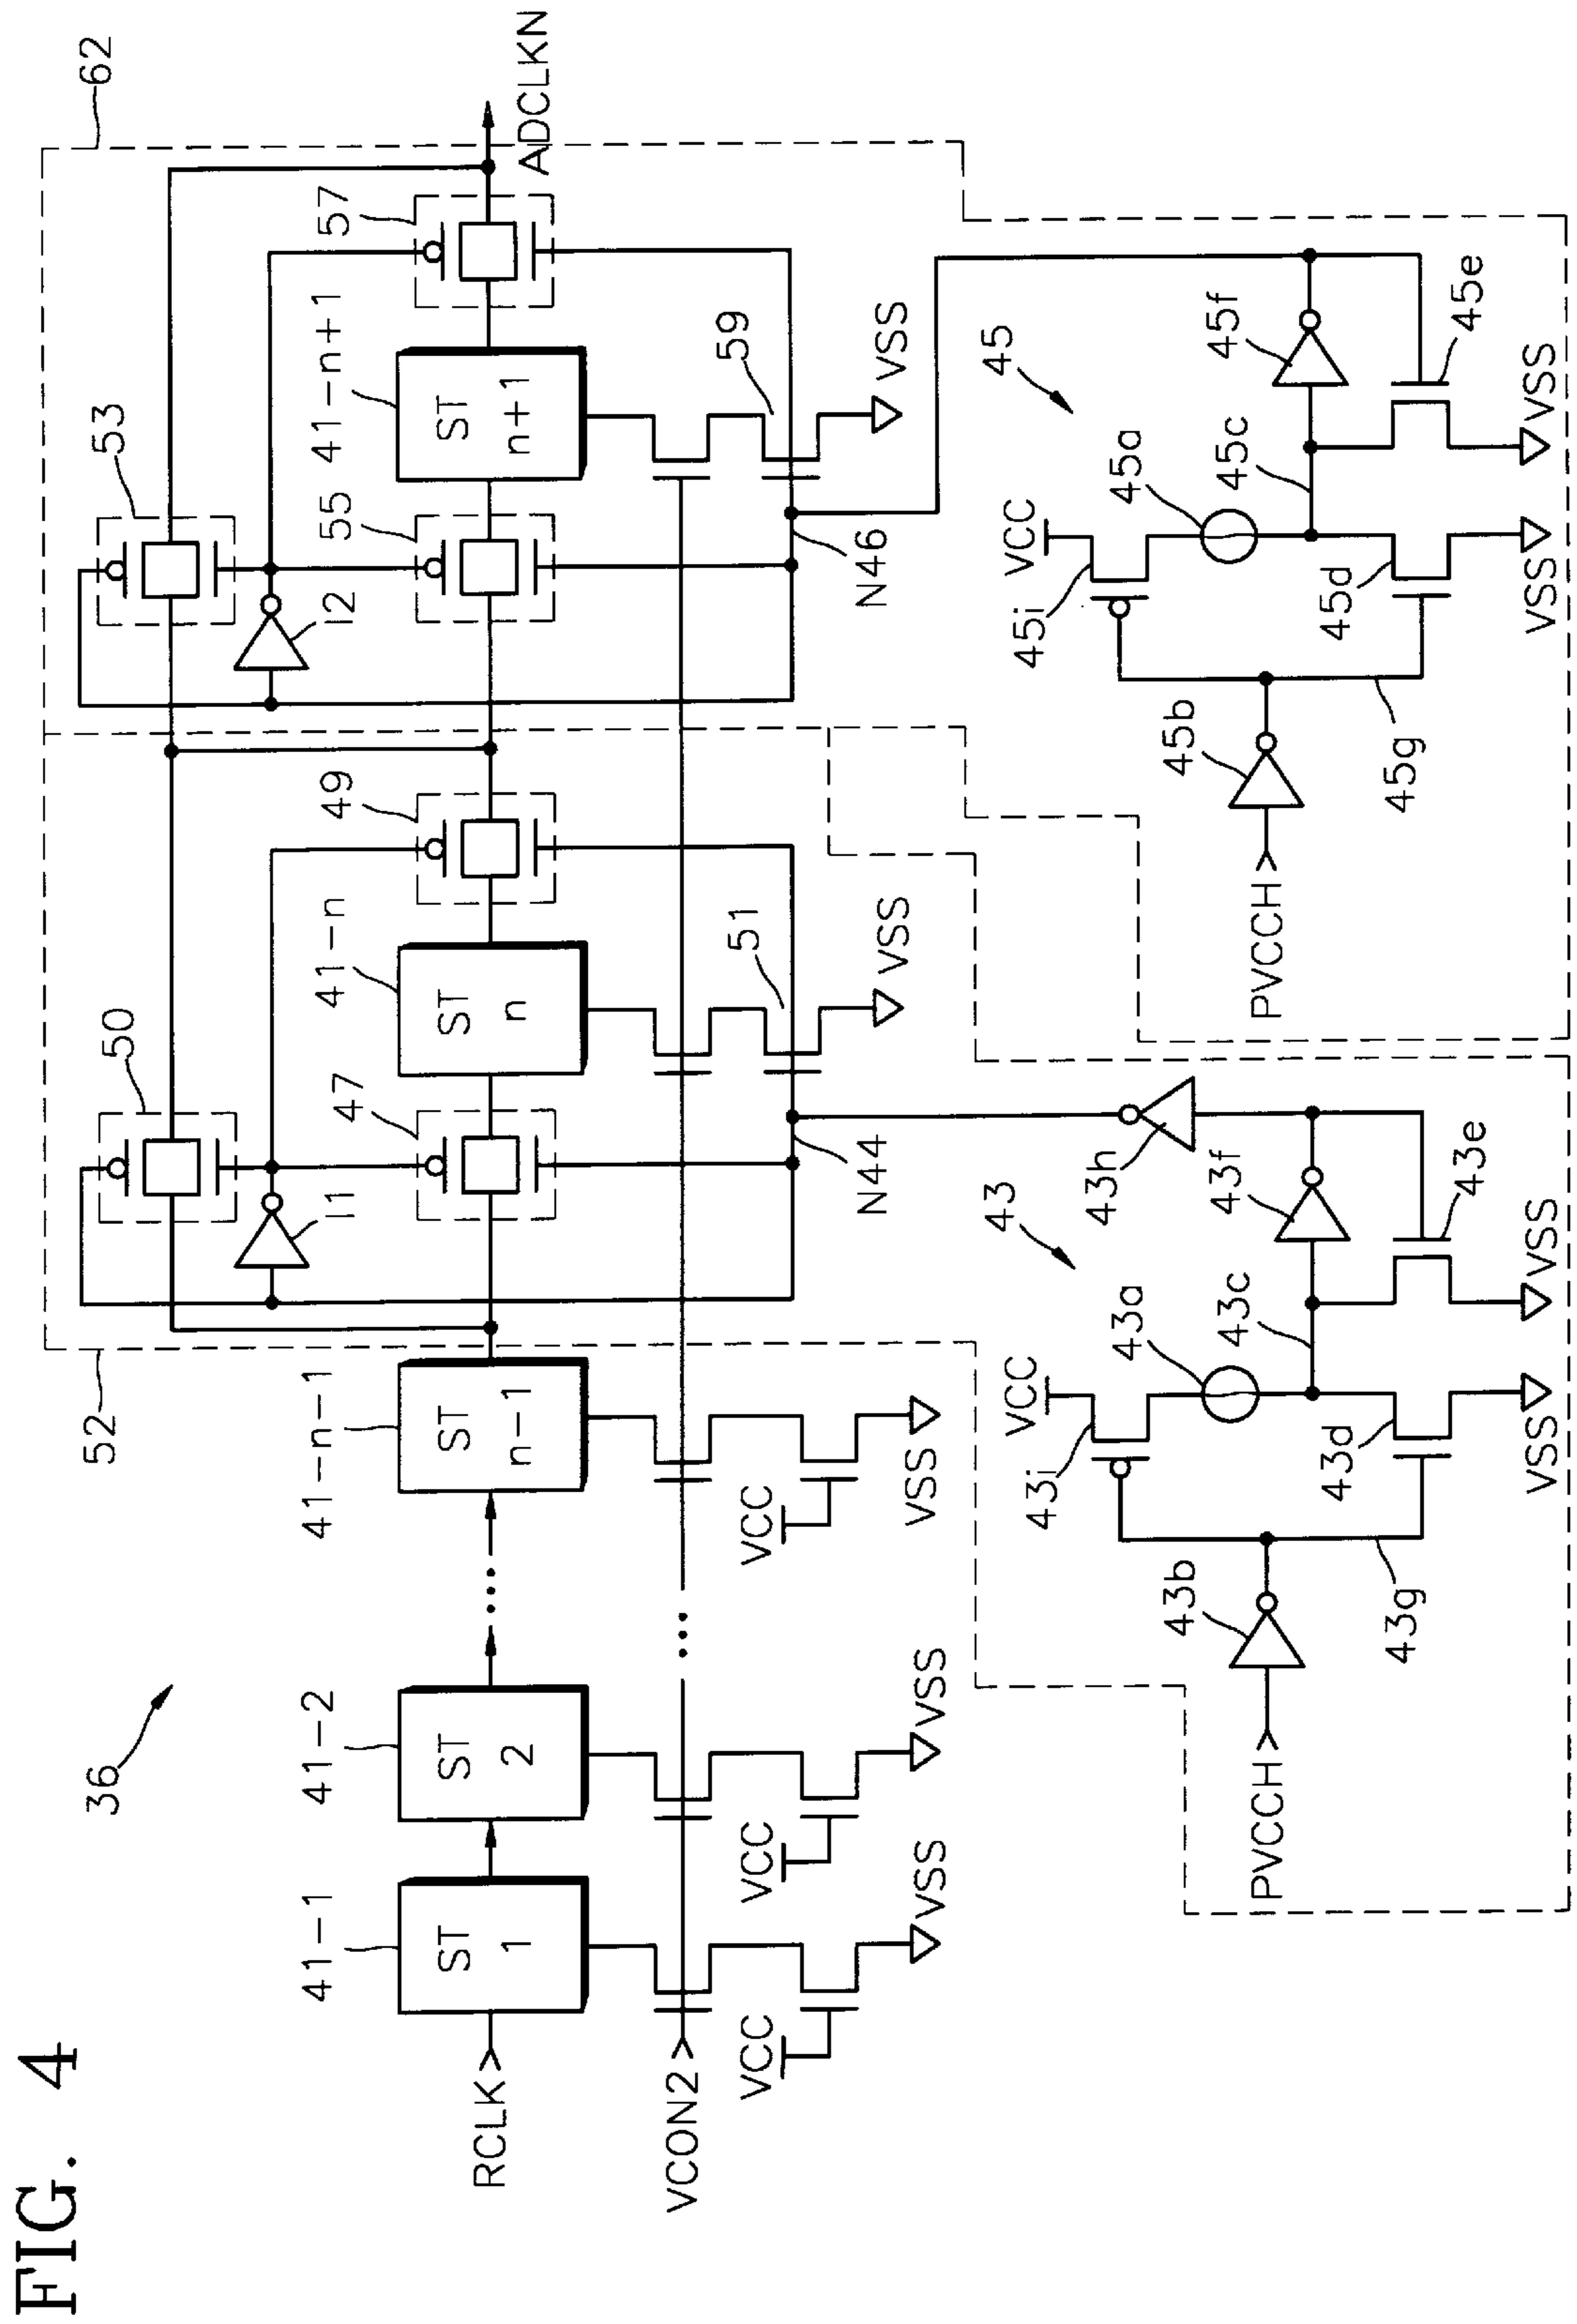 FIG. 4
36
52
62
50
53
I1
I2
41-1
41-2
41-n-1
47
41-n
49
55
41-n+1
57
RCLK
ST 1
ST 2
ST n-1
ST n
ST n+1
ADCLKN
VCON2
VCC
VCC
VCC
51
59
VSS
VSS
VSS
VSS
VSS
N44
N46
43
45
VCC
43i
43a
43h
VCC
45i
45a
PVCCH
43b
43c
43f
PVCCH
45b
45c
45f
43g
43d
43e
45g
45d
45e
VSS
VSS
VSS
VSS